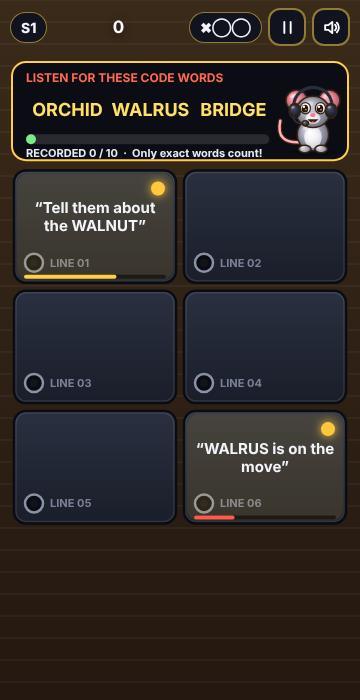 S1
0
LISTEN FOR THESE CODE WORDS
ORCHID WALRUS BRIDGE
RECORDED 0 / 10 · Only exact words count!
“Tell them about
the WALNUT”
LINE 01
LINE 02
LINE 03
LINE 04
LINE 05
“WALRUS is on the
move”
LINE 06